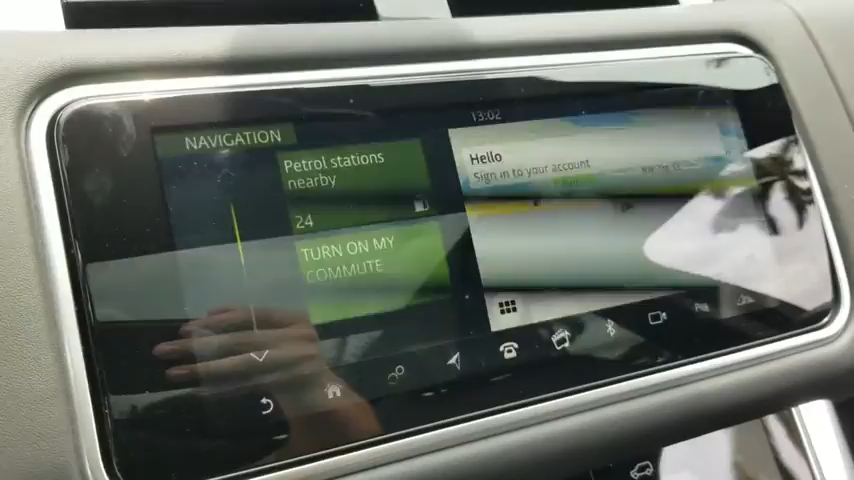 13:02
NAVIGATION
Petrol stations
nearby
24
TURN ON MY
COMMUTE
Hello
Sign in to your account